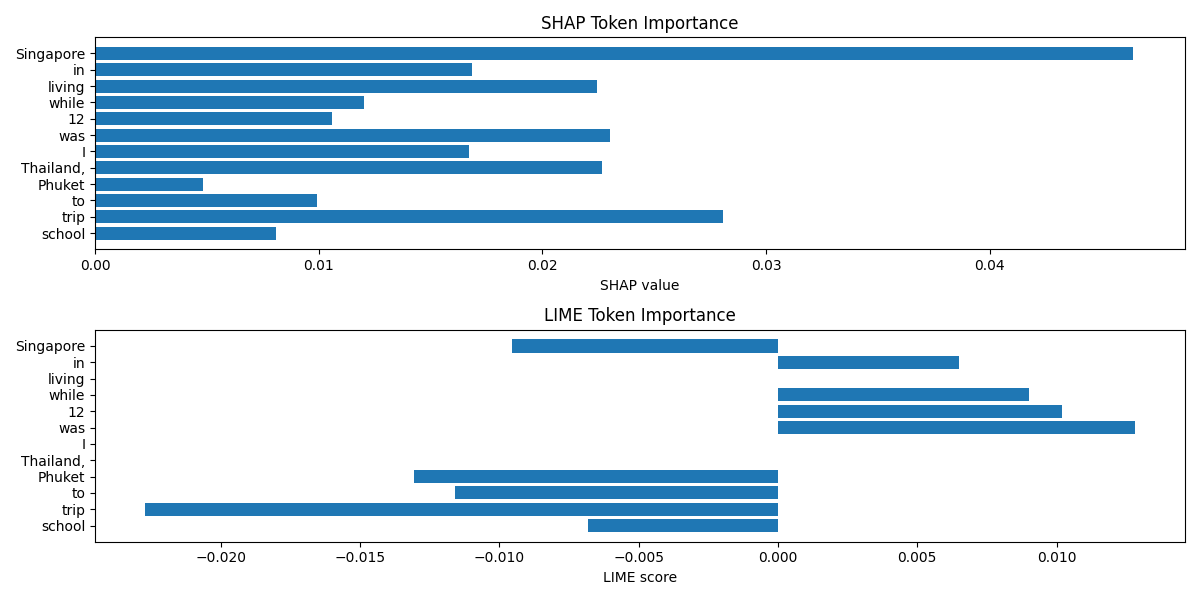 SHAP Token Importance
Singapore
in
living
while
12
was
I
Thailand,
Phuket
to
trip
school
0.00 0.01 0.02 0.03 0.04
SHAP value
LIME Token Importance
Singapore
in
living
while
12
was
I
Thailand,
Phuket
to
trip
school
−0.020 −0.015 −0.010 −0.005 0.000 0.005 0.010
LIME score